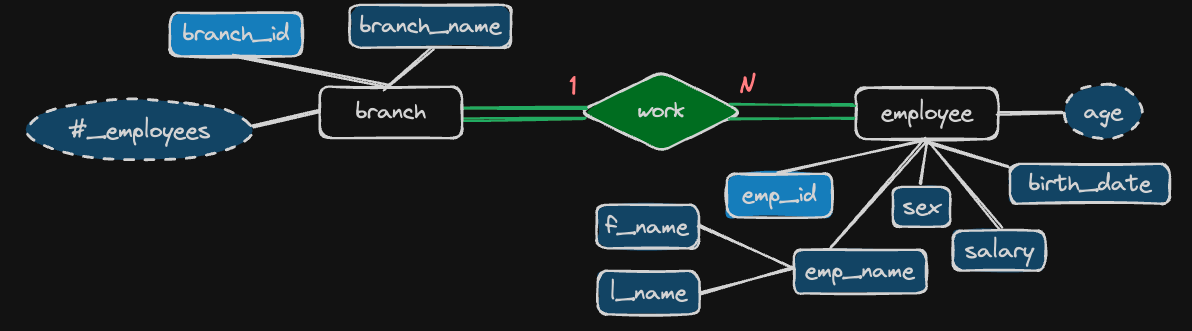 branch_id
branch_name
#_employees
branch
1
work
N
employee
age
emp_id
sex
birth_date
f_name
salary
emp_name
l_name